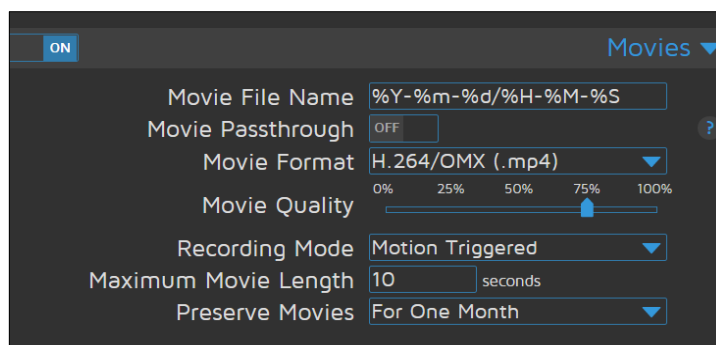 ON Movies
Movie File Name %Y-%m-%d/%H-%M-%S
Movie Passthrough OFF ?
Movie Format H.264/OMX (.mp4)
0% 25% 50% 75% 100%
Movie Quality
Recording Mode Motion Triggered
Maximum Movie Length 10 seconds
Preserve Movies For One Month